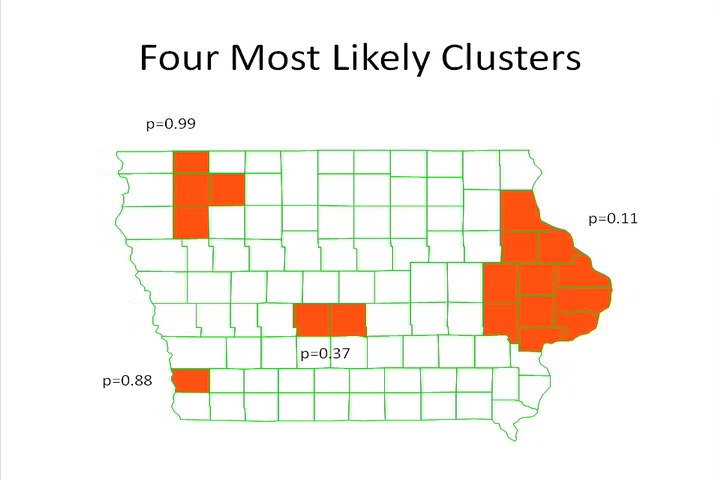 Four Most Likely Clusters
p=0.99
p=0.11
p=0.37
p=0.88